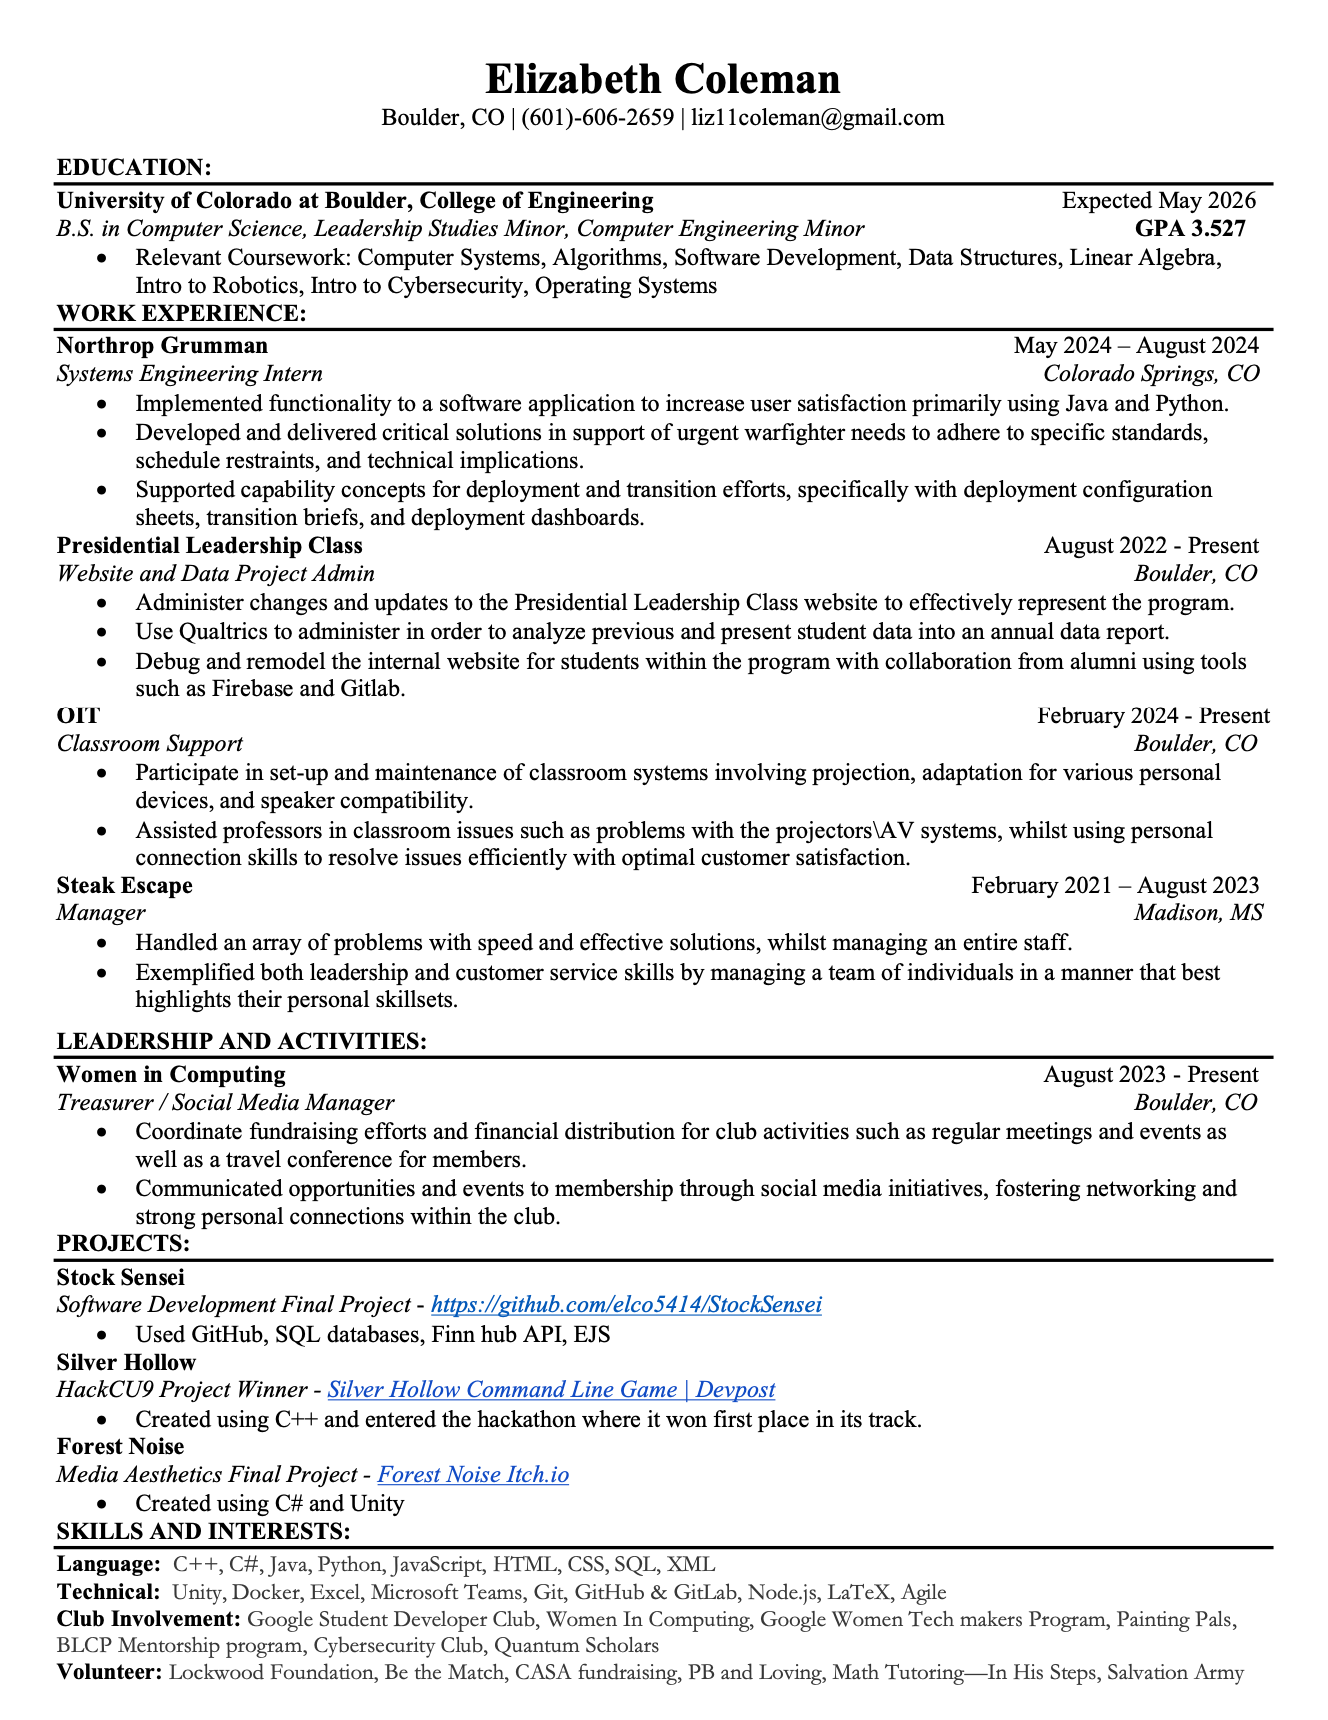 Elizabeth Coleman
Boulder, CO | (601)-606-2659 | liz11coleman@gmail.com
EDUCATION:
University of Colorado at Boulder, College of Engineering Expected May 2026
B.S. in Computer Science, Leadership Studies Minor, Computer Engineering Minor GPA 3.527
• Relevant Coursework: Computer Systems, Algorithms, Software Development, Data Structures, Linear Algebra,
Intro to Robotics, Intro to Cybersecurity, Operating Systems
WORK EXPERIENCE:
Northrop Grumman May 2024 – August 2024
Systems Engineering Intern Colorado Springs, CO
• Implemented functionality to a software application to increase user satisfaction primarily using Java and Python.
• Developed and delivered critical solutions in support of urgent warfighter needs to adhere to specific standards,
schedule restraints, and technical implications.
• Supported capability concepts for deployment and transition efforts, specifically with deployment configuration
sheets, transition briefs, and deployment dashboards.
Presidential Leadership Class August 2022 - Present
Website and Data Project Admin Boulder, CO
• Administer changes and updates to the Presidential Leadership Class website to effectively represent the program.
• Use Qualtrics to administer in order to analyze previous and present student data into an annual data report.
• Debug and remodel the internal website for students within the program with collaboration from alumni using tools
such as Firebase and Gitlab.
OIT February 2024 - Present
Classroom Support Boulder, CO
• Participate in set-up and maintenance of classroom systems involving projection, adaptation for various personal
devices, and speaker compatibility.
• Assisted professors in classroom issues such as problems with the projectors\AV systems, whilst using personal
connection skills to resolve issues efficiently with optimal customer satisfaction.
Steak Escape February 2021 – August 2023
Manager Madison, MS
• Handled an array of problems with speed and effective solutions, whilst managing an entire staff.
• Exemplified both leadership and customer service skills by managing a team of individuals in a manner that best
highlights their personal skillsets.
LEADERSHIP AND ACTIVITIES:
Women in Computing August 2023 - Present
Treasurer / Social Media Manager Boulder, CO
• Coordinate fundraising efforts and financial distribution for club activities such as regular meetings and events as
well as a travel conference for members.
• Communicated opportunities and events to membership through social media initiatives, fostering networking and
strong personal connections within the club.
PROJECTS:
Stock Sensei
Software Development Final Project - https://github.com/elco5414/StockSensei
• Used GitHub, SQL databases, Finn hub API, EJS
Silver Hollow
HackCU9 Project Winner - Silver Hollow Command Line Game | Devpost
• Created using C++ and entered the hackathon where it won first place in its track.
Forest Noise
Media Aesthetics Final Project - Forest Noise Itch.io
• Created using C# and Unity
SKILLS AND INTERESTS:
Language: C++, C#, Java, Python, JavaScript, HTML, CSS, SQL, XML
Technical: Unity, Docker, Excel, Microsoft Teams, Git, GitHub & GitLab, Node.js, LaTeX, Agile
Club Involvement: Google Student Developer Club, Women In Computing, Google Women Tech makers Program, Painting Pals,
BLCP Mentorship program, Cybersecurity Club, Quantum Scholars
Volunteer: Lockwood Foundation, Be the Match, CASA fundraising, PB and Loving, Math Tutoring—In His Steps, Salvation Army